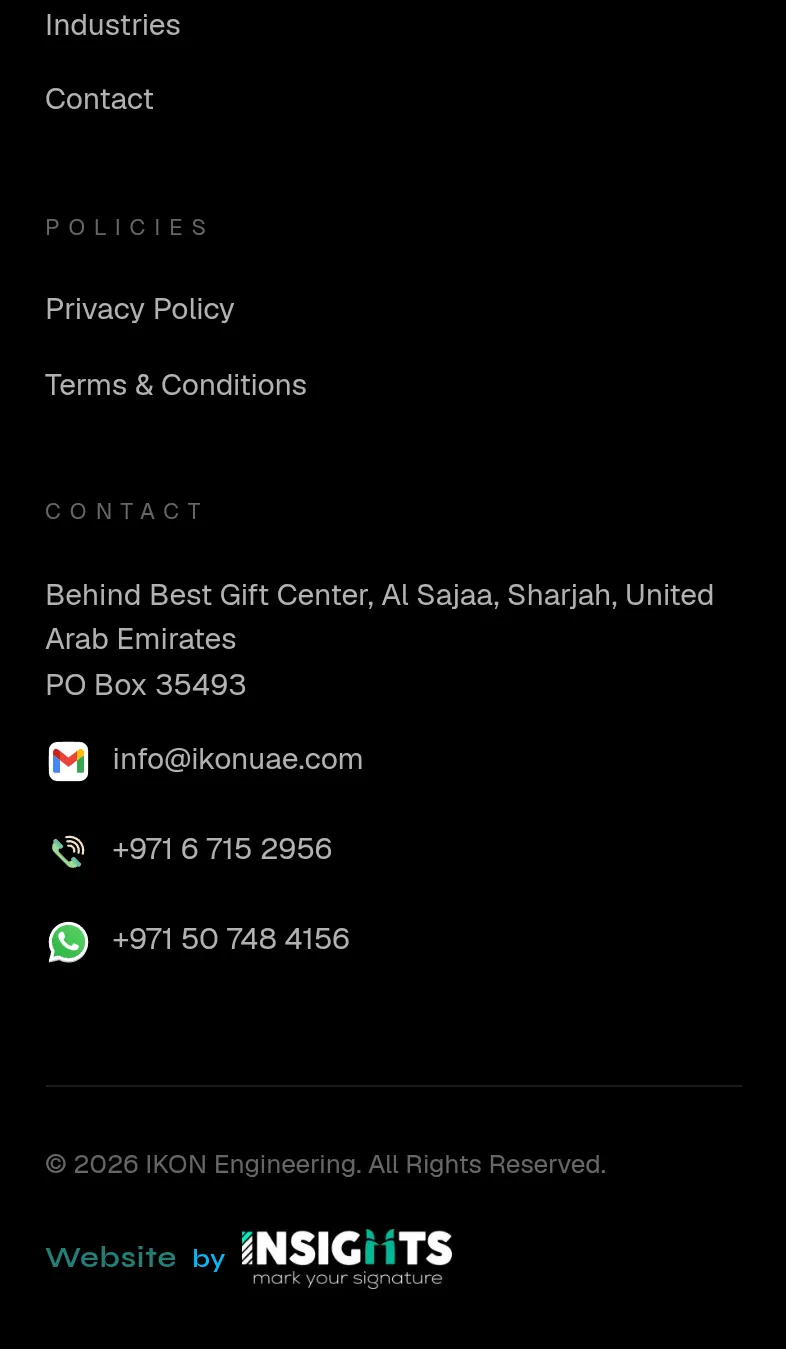 Industries
Contact
POLICIES
Privacy Policy
Terms & Conditions
CONTACT
Behind Best Gift Center, Al Sajaa, Sharjah, United
Arab Emirates
PO Box 35493
info@ikonuae.com
+971 6 715 2956
+971 50 748 4156
© 2026 IKON Engineering. All Rights Reserved.
Website by INSIGHTS
mark your signature